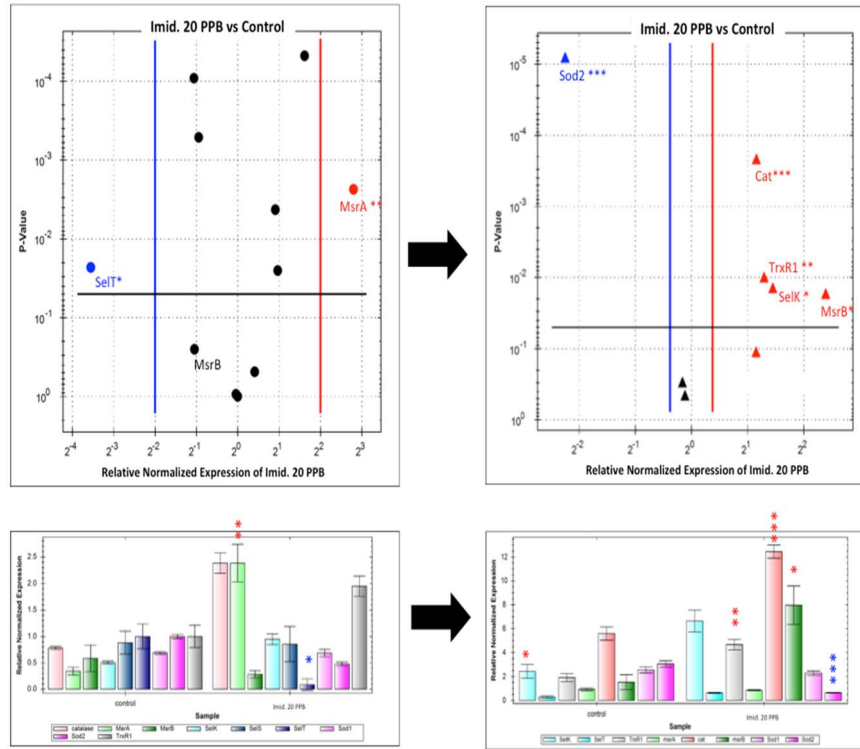 Imid. 20 PPB vs Control
P-Value
10⁻⁴
10⁻³
10⁻²
10⁻¹
10⁰
MsrA **
SelT*
MsrB
2⁻⁴ 2⁻³ 2⁻² 2⁻¹ 2⁰ 2¹ 2² 2³
Relative Normalized Expression of Imid. 20 PPB
Imid. 20 PPB vs Control
P-Value
10⁻⁵
10⁻⁴
10⁻³
10⁻²
10⁻¹
10⁰
Sod2 ***
Cat***
TrxR1 **
SelK *
MsrB*
2⁻² 2⁻¹ 2⁰ 2¹ 2²
Relative Normalized Expression of Imid. 20 PPB
Relative Normalized Expression
2.5
2.0
1.5
1.0
0.5
0.0
**
*
control Imid. 20 PPB
Sample
catalase MsrA MsrB SelK SelS SelT Sod1
Sod2 TrxR1
Relative Normalized Expression
12
10
8
6
4
2
0
*
**
***
*
***
control Imid. 20 PPB
Sample
SelK SelT TrxR1 msrA cat msrB Sod1 Sod2